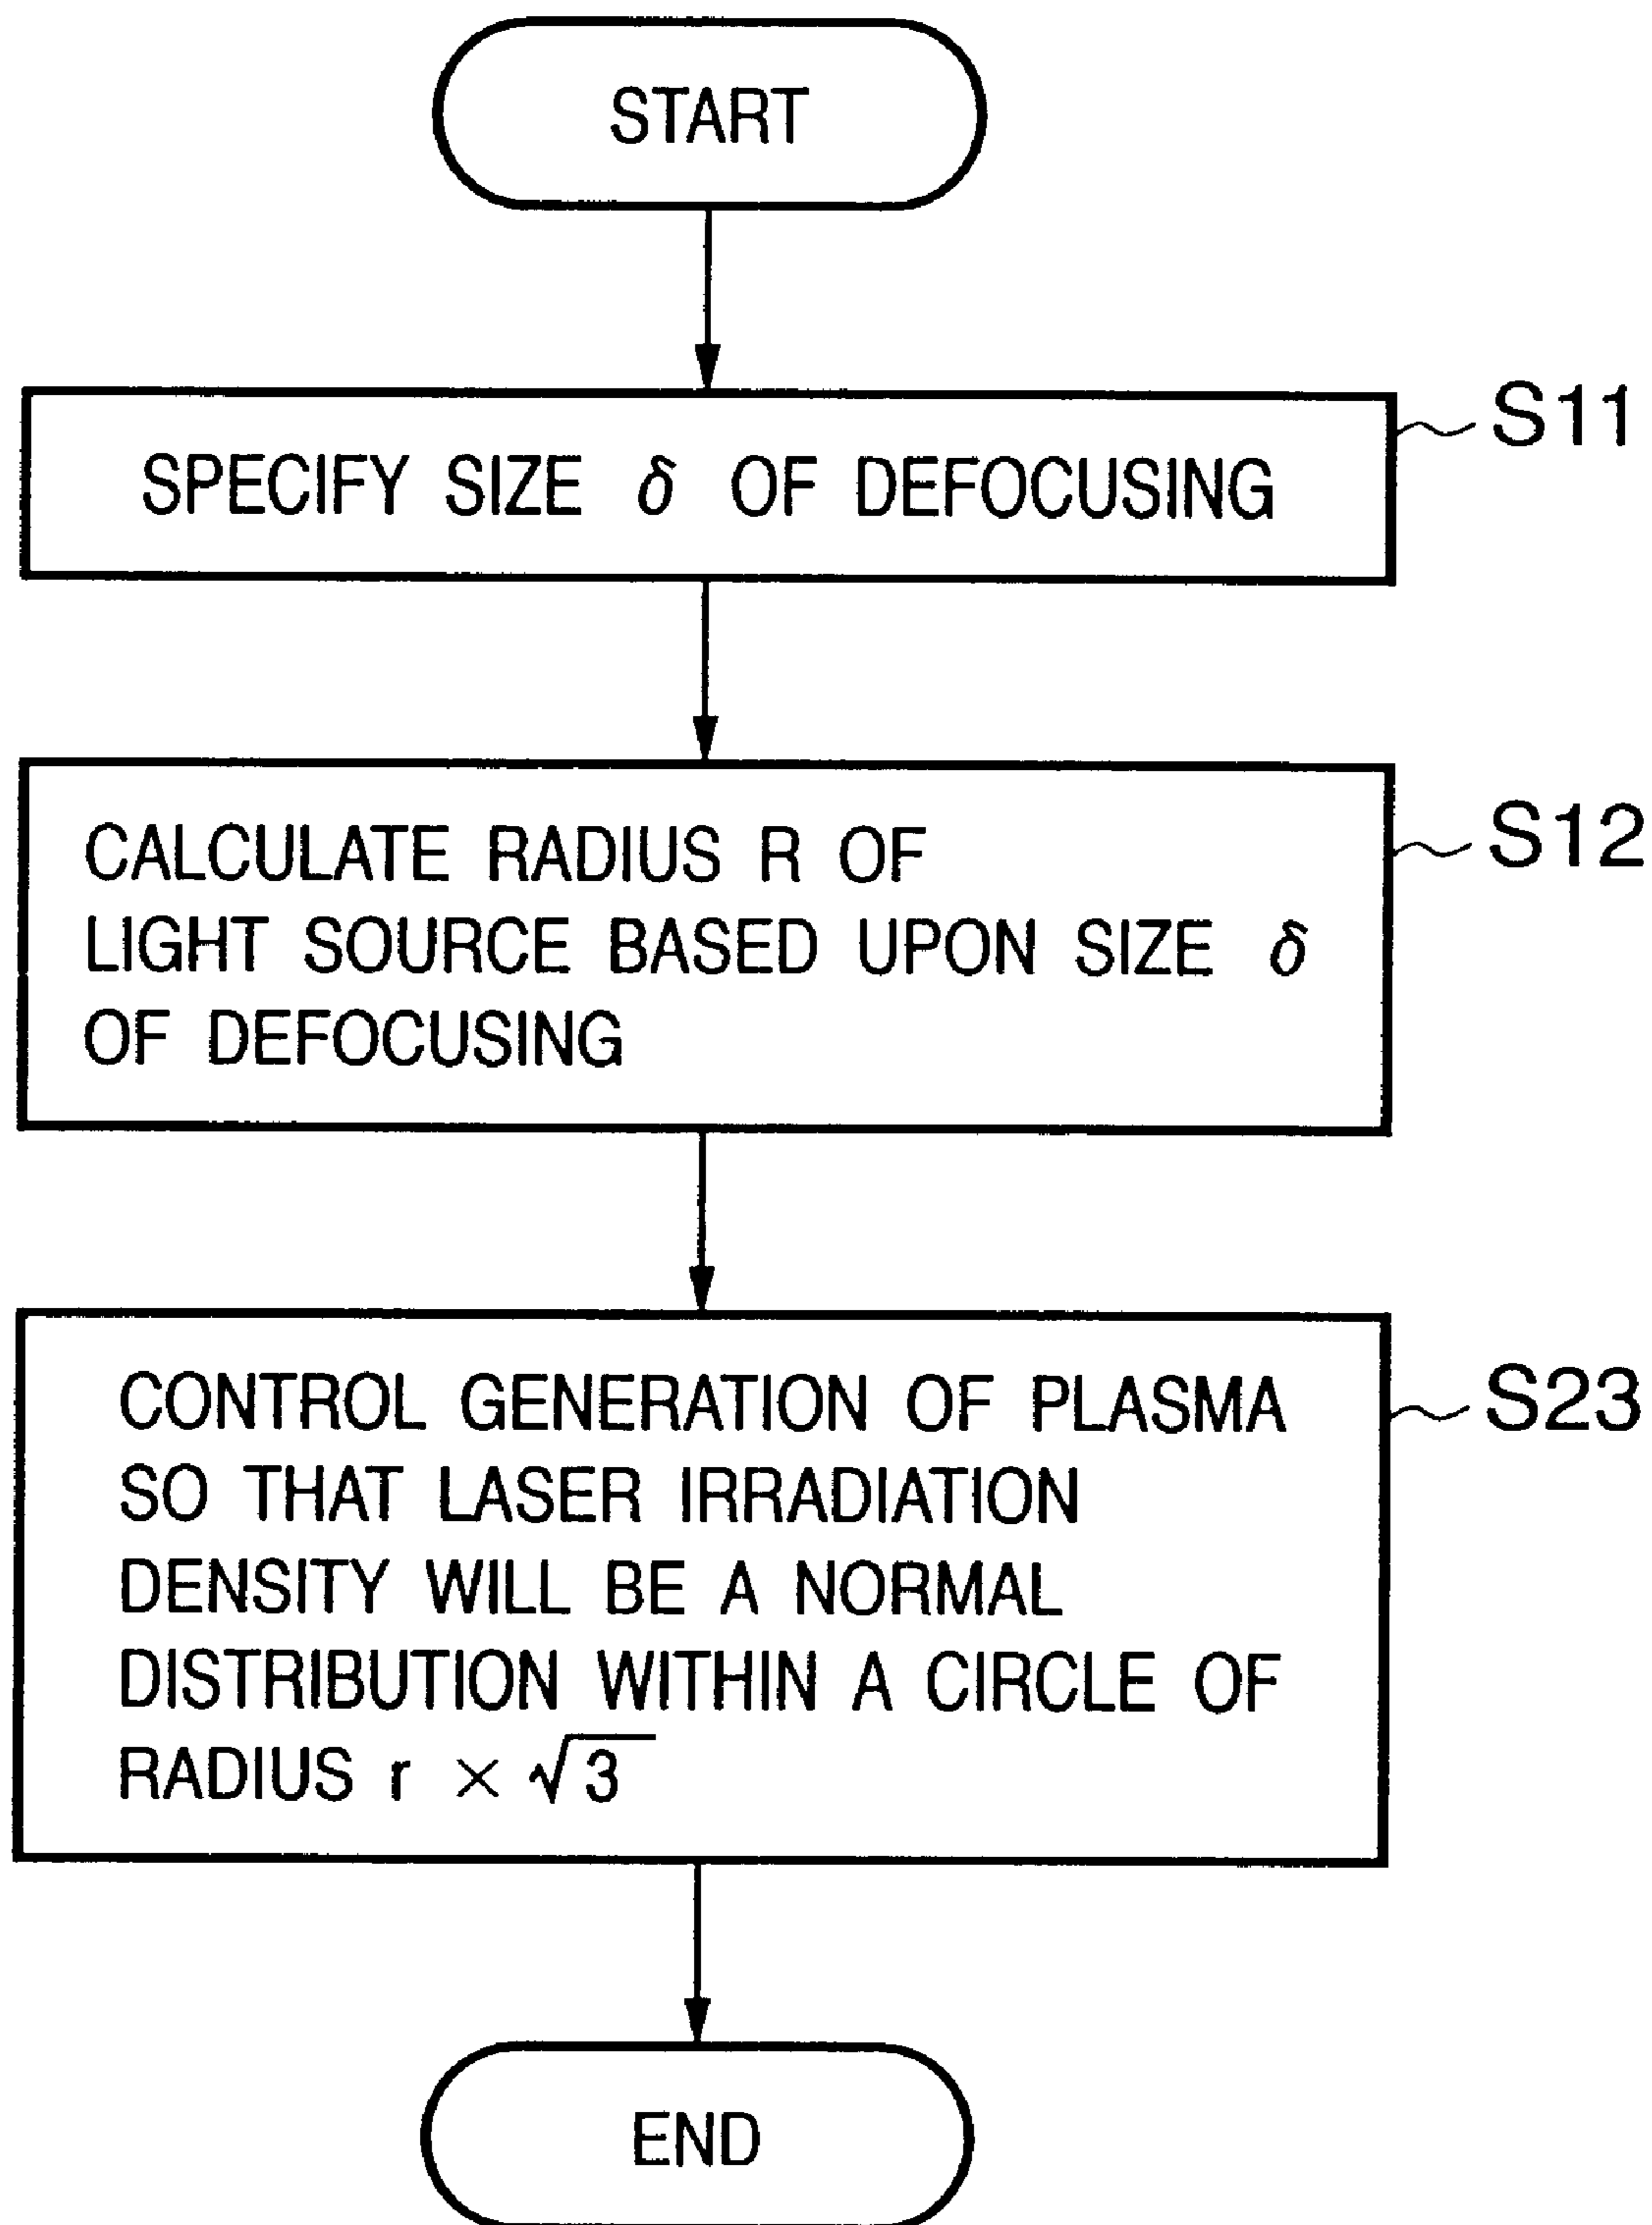 START
SPECIFY SIZE δ OF DEFOCUSING
S11
CALCULATE RADIUS R OF
LIGHT SOURCE BASED UPON SIZE δ
OF DEFOCUSING
S12
CONTROL GENERATION OF PLASMA
SO THAT LASER IRRADIATION
DENSITY WILL BE A NORMAL
DISTRIBUTION WITHIN A CIRCLE OF
RADIUS r × √3
S23
END